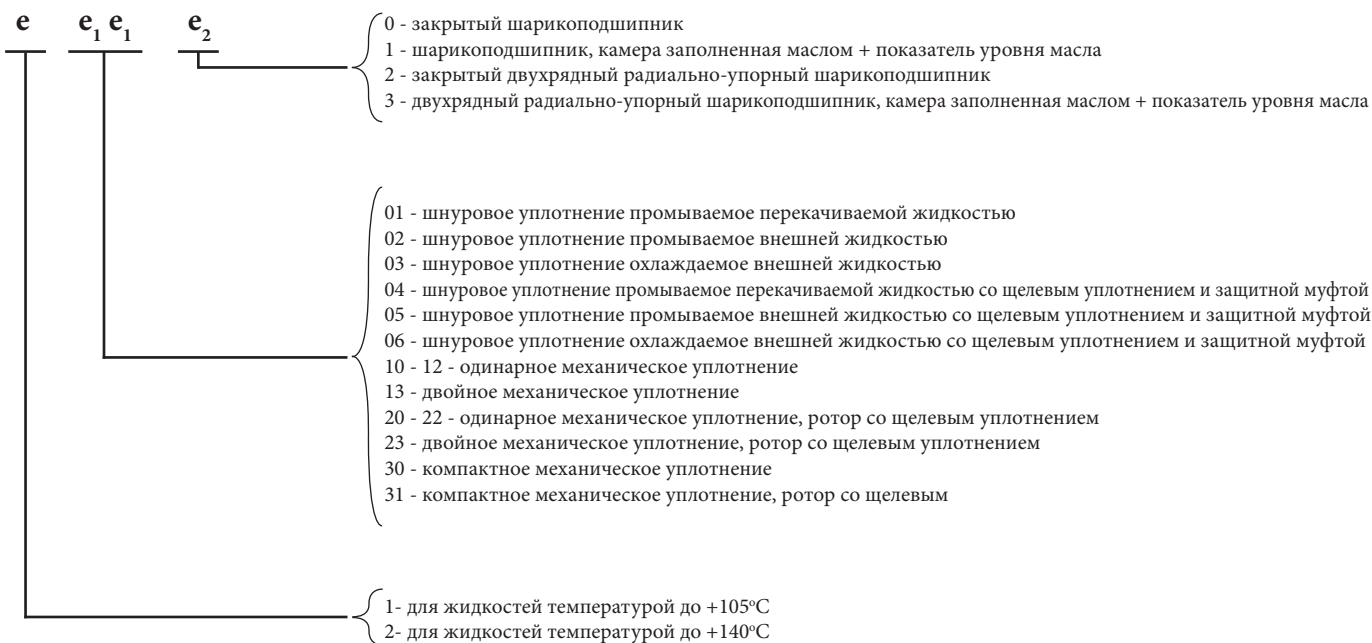 e e₁ e₁ e₂
0 - закрытый шарикоподшипник
1 - шарикоподшипник, камера заполненная маслом + показатель уровня масла
2 - закрытый двухрядный радиально-упорный шарикоподшипник
3 - двухрядный радиально-упорный шарикоподшипник, камера заполненная маслом + показатель уровня масла
01 - шнуровое уплотнение промываемое перекачиваемой жидкостью
02 - шнуровое уплотнение промываемое внешней жидкостью
03 - шнуровое уплотнение охлаждаемое внешней жидкостью
04 - шнуровое уплотнение промываемое перекачиваемой жидкостью со щелевым уплотнением и защитной муфтой
05 - шнуровое уплотнение промываемое внешней жидкостью со щелевым уплотнением и защитной муфтой
06 - шнуровое уплотнение охлаждаемое внешней жидкостью со щелевым уплотнением и защитной муфтой
10 - 12 - одинарное механическое уплотнение
13 - двойное механическое уплотнение
20 - 22 - одинарное механическое уплотнение, ротор со щелевым уплотнением
23 - двойное механическое уплотнение, ротор со щелевым уплотнением
30 - компактное механическое уплотнение
31 - компактное механическое уплотнение, ротор со щелевым
1- для жидкостей температурой до +105°C
2- для жидкостей температурой до +140°C